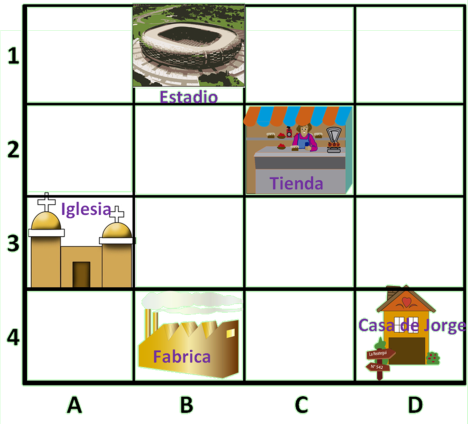 1
Estadio
2
Tienda
Iglesia
3
4
Casa de Jorge
Fabrica
A B C D